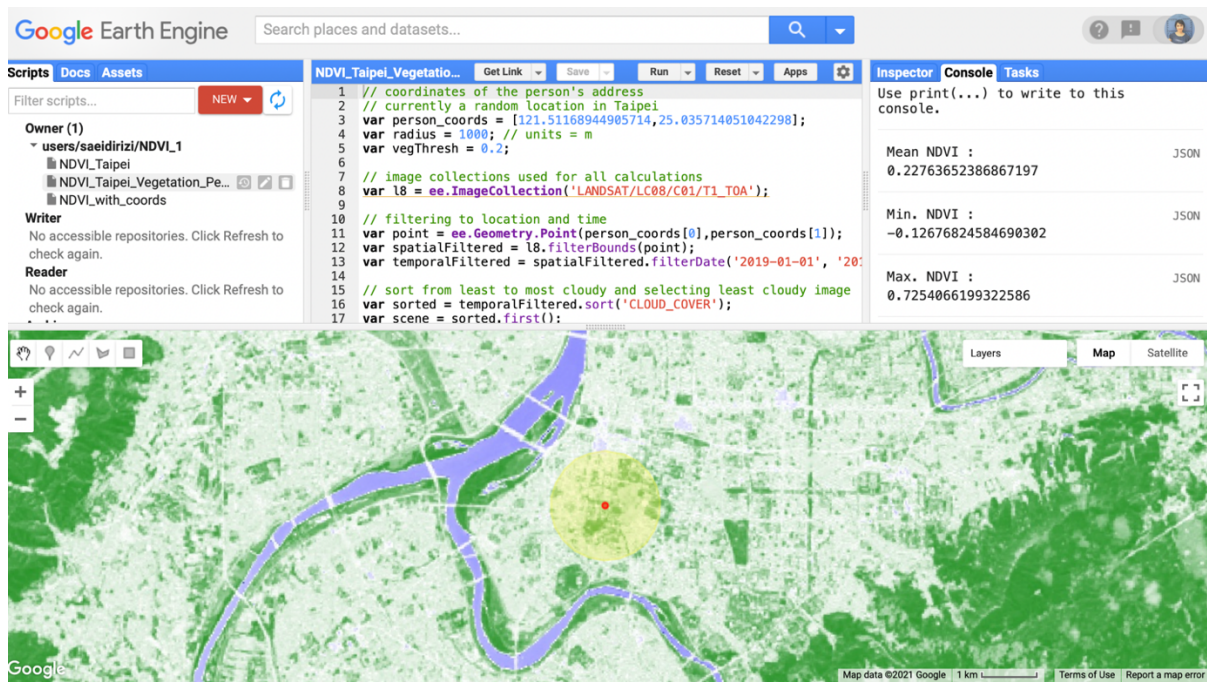 Google Earth Engine
Search places and datasets...
Scripts Docs Assets
Filter scripts...
NEW
Owner (1)
users/saeidirizi/NDVI_1
NDVI_Taipei
NDVI_Taipei_Vegetation_Pe...
NDVI_with_coords
Writer
No accessible repositories. Click Refresh to
check again.
Reader
No accessible repositories. Click Refresh to
check again.
NDVI_Taipei_Vegetatio...
Get Link Save Run Reset Apps
1 // coordinates of the person's address
2 // currently a random location in Taipei
3 var person_coords = [121.51168944905714,25.035714051042298];
4 var radius = 1000; // units = m
5 var vegThresh = 0.2;
6
7 // image collections used for all calculations
8 var l8 = ee.ImageCollection('LANDSAT/LC08/C01/T1_TOA');
9
10 // filtering to location and time
11 var point = ee.Geometry.Point(person_coords[0],person_coords[1]);
12 var spatialFiltered = l8.filterBounds(point);
13 var temporalFiltered = spatialFiltered.filterDate('2019-01-01', '201
14
15 // sort from least to most cloudy and selecting least cloudy image
16 var sorted = temporalFiltered.sort('CLOUD_COVER');
17 var scene = sorted.first();
Inspector Console Tasks
Use print(...) to write to this
console.
Mean NDVI :
JSON
0.22763652386867197
Min. NDVI :
JSON
-0.12676824584690302
Max. NDVI :
JSON
0.7254066199322586
+
−
Layers
Map Satellite
Google
Map data ©2021 Google 1 km Terms of Use Report a map error